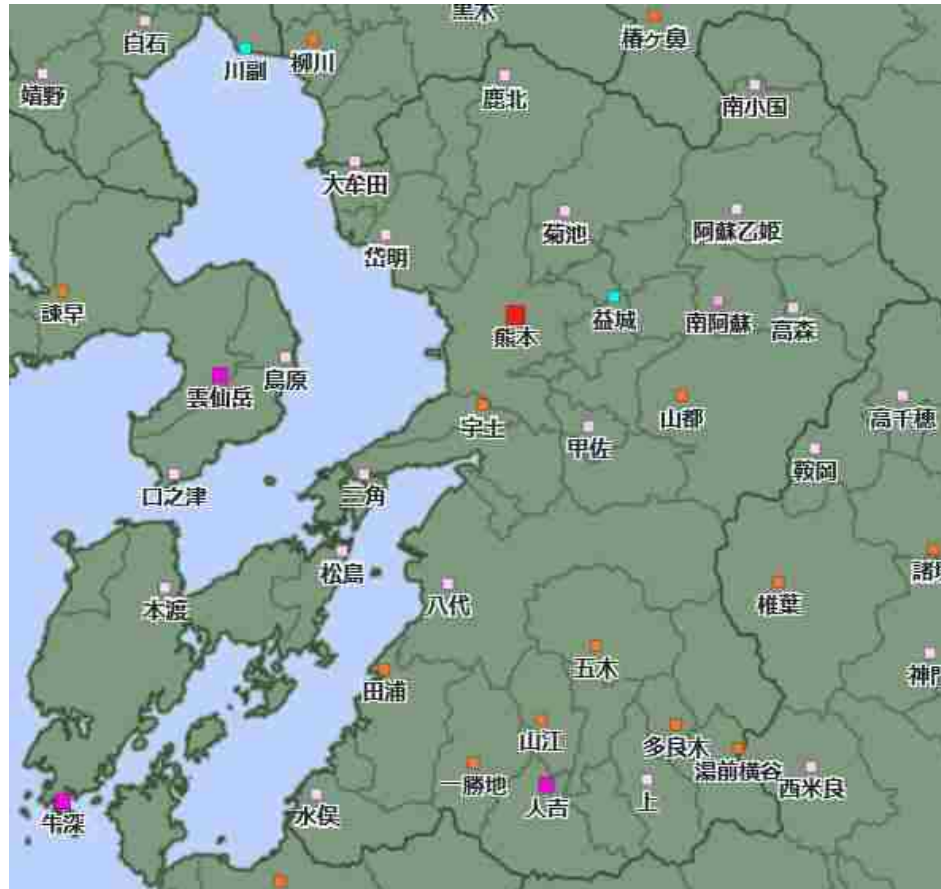 黒木
白石
川副
柳川
椿ヶ鼻
嬉野
鹿北
南小国
大牟田
菊池
阿蘇乙姫
岱明
諫早
熊本
益城
南阿蘇
高森
島原
雲仙岳
宇土
甲佐
山都
高千穂
鞍岡
口之津
三角
松島
本渡
八代
椎葉
諸塚
五木
神門
田浦
山江
多良木
湯前横谷
一勝地
人吉
上
西米良
水俣
牛深